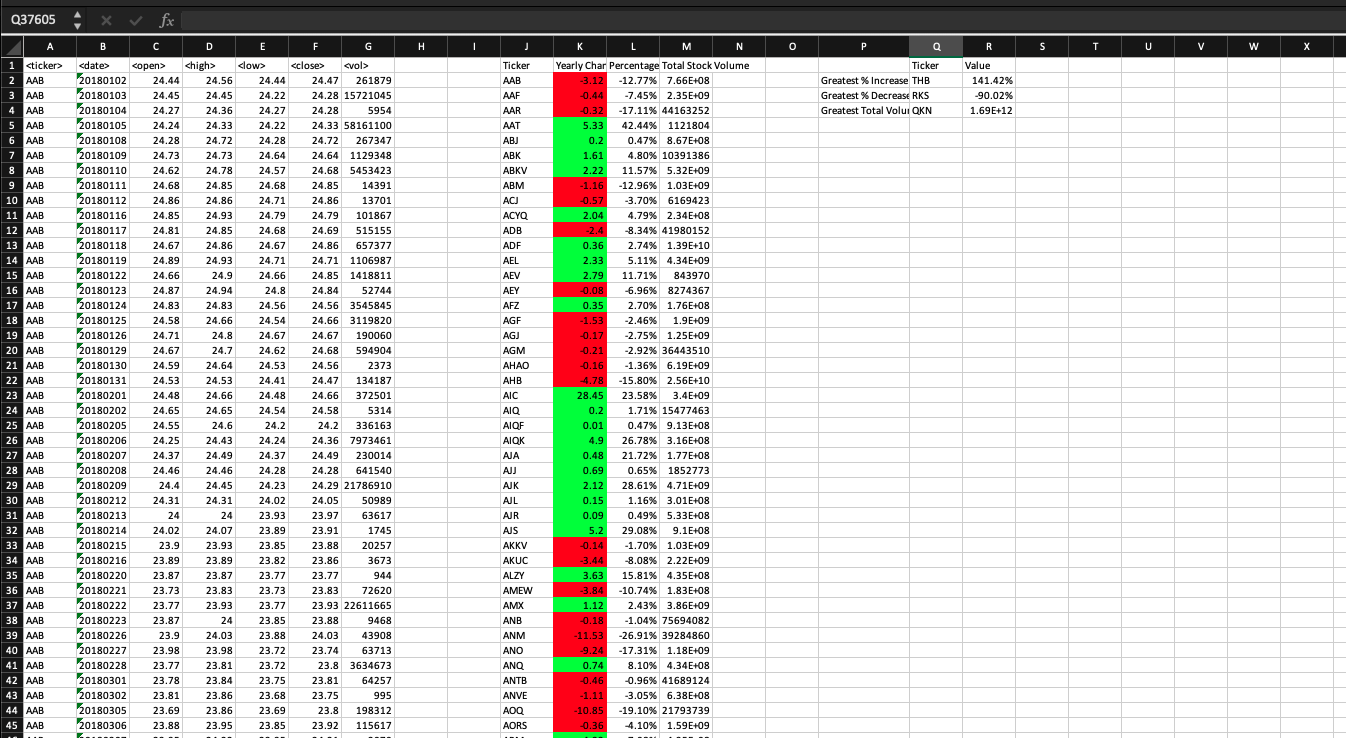 Q37605 fx
A B C D E F G H I J K L M N O P Q R S T U V W X
1 <ticker> <date> <open> <high> <low> <close> <vol> Ticker Yearly Char Percentage Total Stock Volume Ticker Value
2 AAB 20180102 24.44 24.56 24.44 24.47 261879 AAB -3.12 -12.77% 7.66E+08 Greatest % Increase THB 141.42%
3 AAB 20180103 24.45 24.45 24.22 24.28 15721045 AAF -0.44 -7.45% 2.35E+09 Greatest % Decrease RKS -90.02%
4 AAB 20180104 24.27 24.36 24.27 24.28 5954 AAR -0.32 -17.11% 44163252 Greatest Total Volu QKN 1.69E+12
5 AAB 20180105 24.24 24.33 24.22 24.33 58161100 AAT 5.33 42.44% 1121804
6 AAB 20180108 24.28 24.72 24.28 24.72 267347 ABJ 0.2 0.47% 8.67E+08
7 AAB 20180109 24.73 24.73 24.64 24.64 1129348 ABK 1.61 4.80% 10391386
8 AAB 20180110 24.62 24.78 24.57 24.68 5453423 ABKV 2.22 11.57% 5.32E+09
9 AAB 20180111 24.68 24.85 24.68 24.85 14391 ABM -1.16 -12.96% 1.03E+09
10 AAB 20180112 24.86 24.86 24.71 24.86 13701 ACJ -0.57 -3.70% 6169423
11 AAB 20180116 24.85 24.93 24.79 24.79 101867 ACYQ 2.04 4.79% 2.34E+08
12 AAB 20180117 24.81 24.85 24.68 24.69 515155 ADB -2.4 -8.34% 41980152
13 AAB 20180118 24.67 24.86 24.67 24.86 657377 ADF 0.36 2.74% 1.39E+10
14 AAB 20180119 24.89 24.93 24.71 24.71 1106987 AEL 2.33 5.11% 4.34E+09
15 AAB 20180122 24.66 24.9 24.66 24.85 1418811 AEV 2.79 11.71% 843970
16 AAB 20180123 24.87 24.94 24.8 24.84 52744 AEY -0.08 -6.96% 8274367
17 AAB 20180124 24.83 24.83 24.56 24.56 3545845 AFZ 0.35 2.70% 1.76E+08
18 AAB 20180125 24.58 24.66 24.54 24.66 3119820 AGF -1.53 -2.46% 1.9E+09
19 AAB 20180126 24.71 24.8 24.67 24.67 190060 AGJ -0.17 -2.75% 1.25E+09
20 AAB 20180129 24.67 24.7 24.62 24.68 594904 AGM -0.21 -2.92% 36443510
21 AAB 20180130 24.59 24.64 24.53 24.56 2373 AHAO -0.16 -1.36% 6.19E+09
22 AAB 20180131 24.53 24.53 24.41 24.47 134187 AHB -4.78 -15.80% 2.56E+10
23 AAB 20180201 24.48 24.66 24.48 24.66 372501 AIC 28.45 23.58% 3.4E+09
24 AAB 20180202 24.65 24.65 24.54 24.58 5314 AIQ 0.2 1.71% 15477463
25 AAB 20180205 24.55 24.6 24.2 24.2 336163 AIQF 0.01 0.47% 9.13E+08
26 AAB 20180206 24.25 24.43 24.24 24.36 7973461 AIQK 4.9 26.78% 3.16E+08
27 AAB 20180207 24.37 24.49 24.37 24.49 230014 AJA 0.48 21.72% 1.77E+08
28 AAB 20180208 24.46 24.46 24.28 24.28 641540 AJJ 0.69 0.65% 1852773
29 AAB 20180209 24.4 24.45 24.23 24.29 21786910 AJK 2.12 28.61% 4.71E+09
30 AAB 20180212 24.31 24.31 24.02 24.05 50989 AJL 0.15 1.16% 3.01E+08
31 AAB 20180213 24 24 23.93 23.97 63617 AJR 0.09 0.49% 5.33E+08
32 AAB 20180214 24.02 24.07 23.89 23.91 1745 AJS 5.2 29.08% 9.1E+08
33 AAB 20180215 23.9 23.93 23.85 23.88 20257 AKKV -0.14 -1.70% 1.03E+09
34 AAB 20180216 23.89 23.89 23.82 23.86 3673 AKUC -3.44 -8.08% 2.22E+09
35 AAB 20180220 23.87 23.87 23.77 23.77 944 ALZY 3.63 15.81% 4.35E+08
36 AAB 20180221 23.73 23.83 23.73 23.83 72620 AMEW -3.84 -10.74% 1.83E+08
37 AAB 20180222 23.77 23.93 23.77 23.93 22611665 AMX 1.12 2.43% 3.86E+09
38 AAB 20180223 23.87 24 23.85 23.88 9468 ANB -0.18 -1.04% 75694082
39 AAB 20180226 23.9 24.03 23.88 24.03 43908 ANM -11.53 -26.91% 39284860
40 AAB 20180227 23.98 23.98 23.72 23.74 63713 ANO -9.24 -17.31% 1.18E+09
41 AAB 20180228 23.77 23.81 23.72 23.8 3634673 ANQ 0.74 8.10% 4.34E+08
42 AAB 20180301 23.78 23.84 23.75 23.81 64257 ANTB -0.46 -0.96% 41689124
43 AAB 20180302 23.81 23.86 23.68 23.75 995 ANVE -1.11 -3.05% 6.38E+08
44 AAB 20180305 23.69 23.86 23.69 23.8 198312 AOQ -10.85 -19.10% 21793739
45 AAB 20180306 23.88 23.95 23.85 23.92 115617 AORS -0.36 -4.10% 1.59E+09